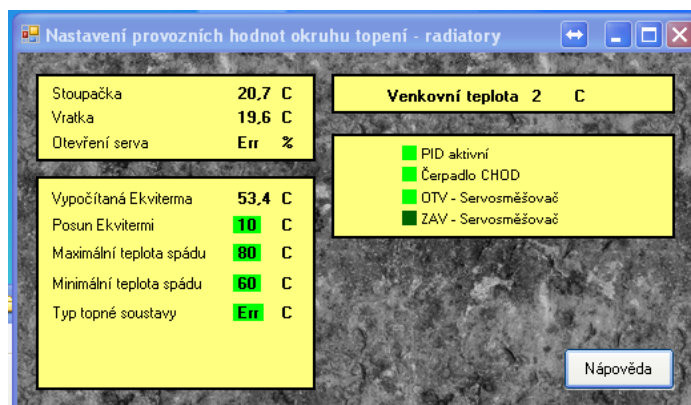 Nastavení provozních hodnot okruhu topení - radiatory
Stoupačka 20,7 C
Vratka 19,6 C
Otevření serva Err %
Venkovní teplota 2 C
PID aktivní
Čerpadlo CHOD
OTV - Servosměšovač
ZAV - Servosměšovač
Vypočítaná Ekviterma 53,4 C
Posun Ekvitermi 10 C
Maximální teplota spádu 80 C
Minimální teplota spádu 60 C
Typ topné soustavy Err C
Nápověda